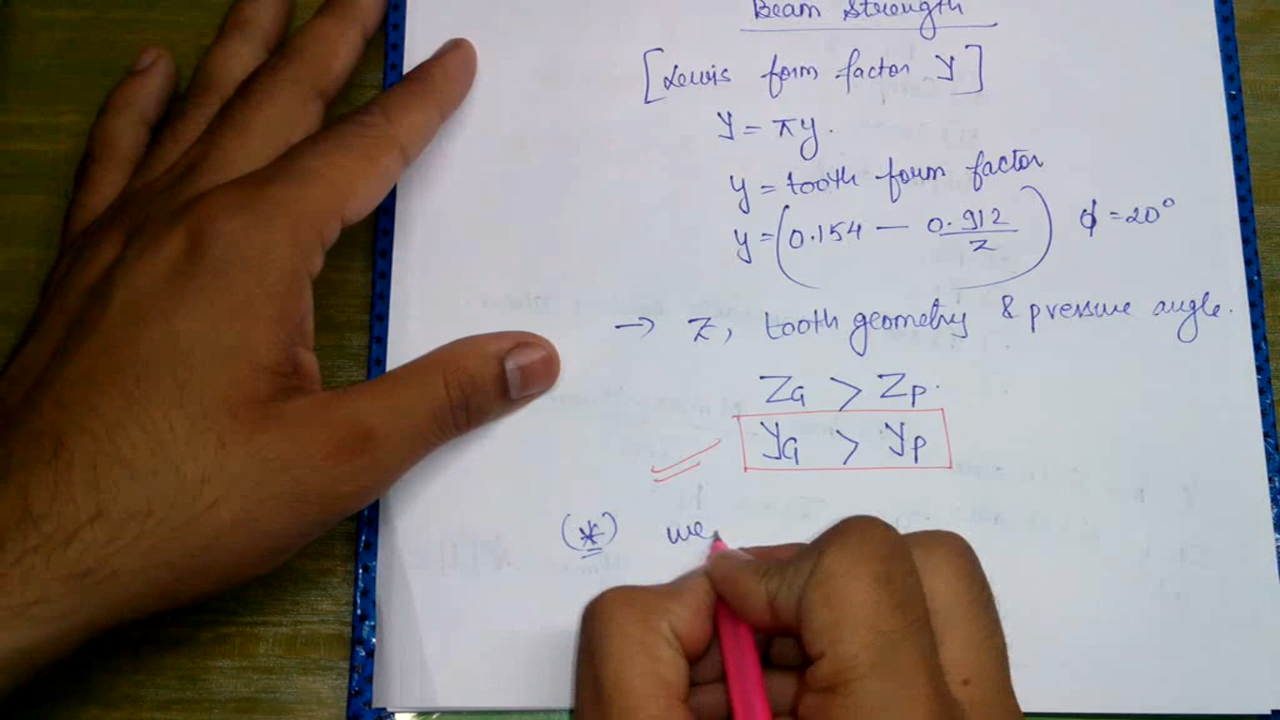 Beam Strength
[Lewis form factor Y]
Y = πy.
y = tooth form factor
y = (0.154 — 0.912/z) ϕ = 20°
→ Z, tooth geometry & pressure angle.
ZG > ZP.
YG > YP
(*) we